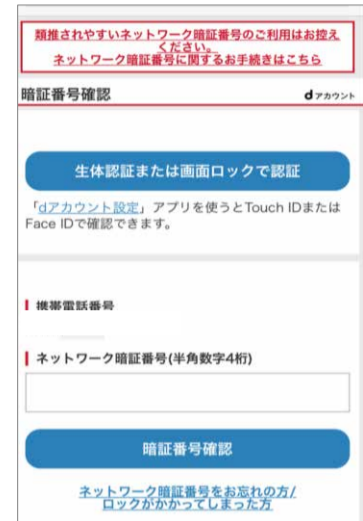 類推されやすいネットワーク暗証番号のご利用はお控え
ください。
ネットワーク暗証番号に関するお手続きはこちら
暗証番号確認
dアカウント
生体認証または画面ロックで認証
「dアカウント設定」アプリを使うとTouch IDまたは
Face IDで確認できます。
携帯電話番号
ネットワーク暗証番号(半角数字4桁)
暗証番号確認
ネットワーク暗証番号をお忘れの方/
ロックがかかってしまった方